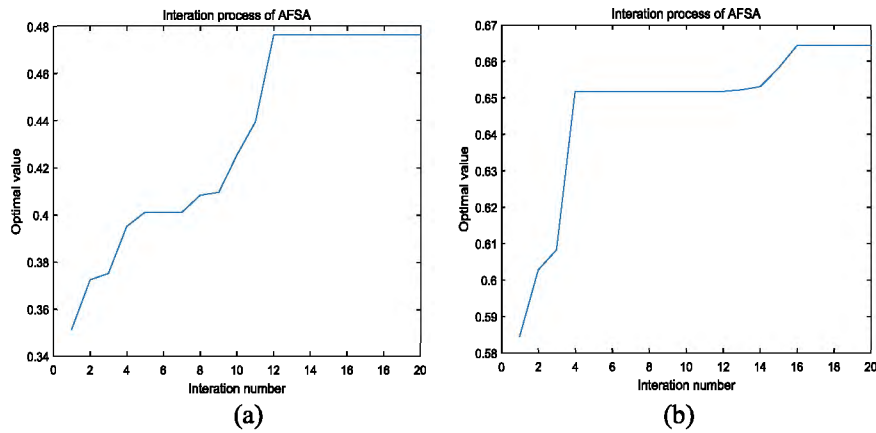 Interation process of AFSA
0.48
0.46
0.44
0.42
0.4
0.38
0.36
0.34
Optimal value
0 2 4 6 8 10 12 14 16 18 20
Interation number
(a)
Interation process of AFSA
0.67
0.66
0.65
0.64
0.63
0.62
0.61
0.6
0.59
0.58
Optimal value
0 2 4 6 8 10 12 14 16 18 20
Interation number
(b)